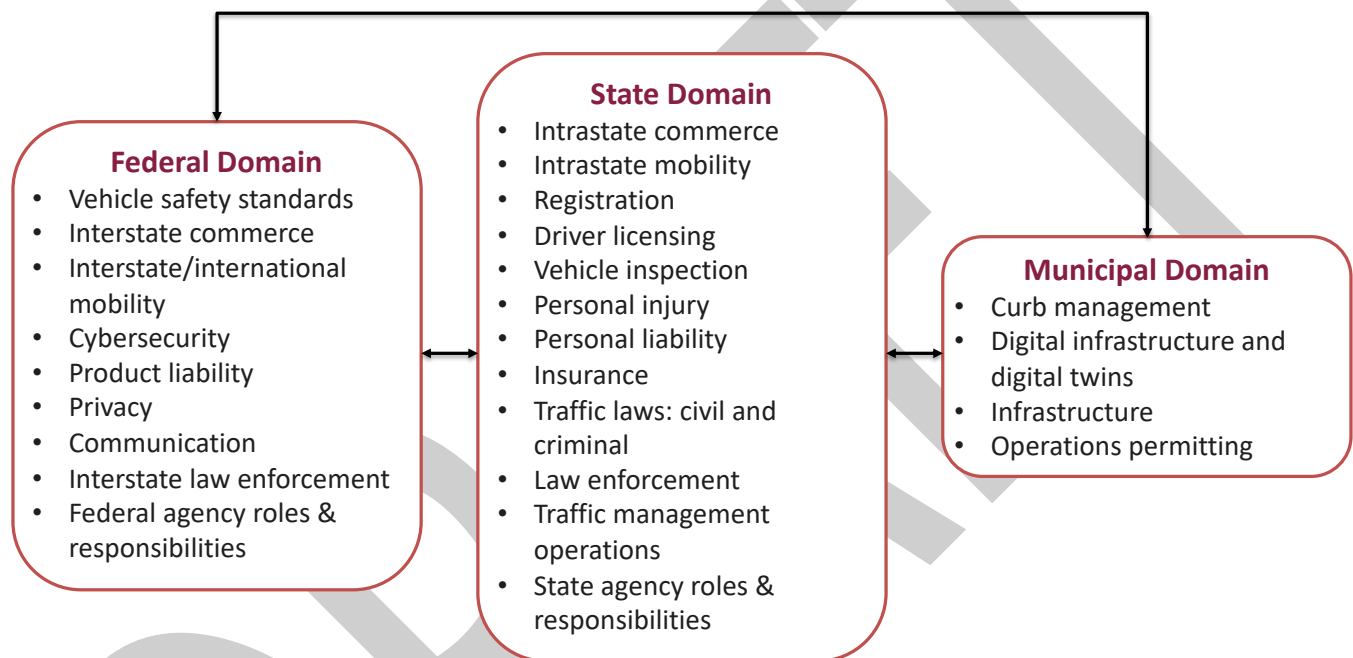 Federal Domain
• Vehicle safety standards
• Interstate commerce
• Interstate/international
mobility
• Cybersecurity
• Product liability
• Privacy
• Communication
• Interstate law enforcement
• Federal agency roles &
responsibilities
State Domain
• Intrastate commerce
• Intrastate mobility
• Registration
• Driver licensing
• Vehicle inspection
• Personal injury
• Personal liability
• Insurance
• Traffic laws: civil and
criminal
• Law enforcement
• Traffic management
operations
• State agency roles &
responsibilities
Municipal Domain
• Curb management
• Digital infrastructure and
digital twins
• Infrastructure
• Operations permitting